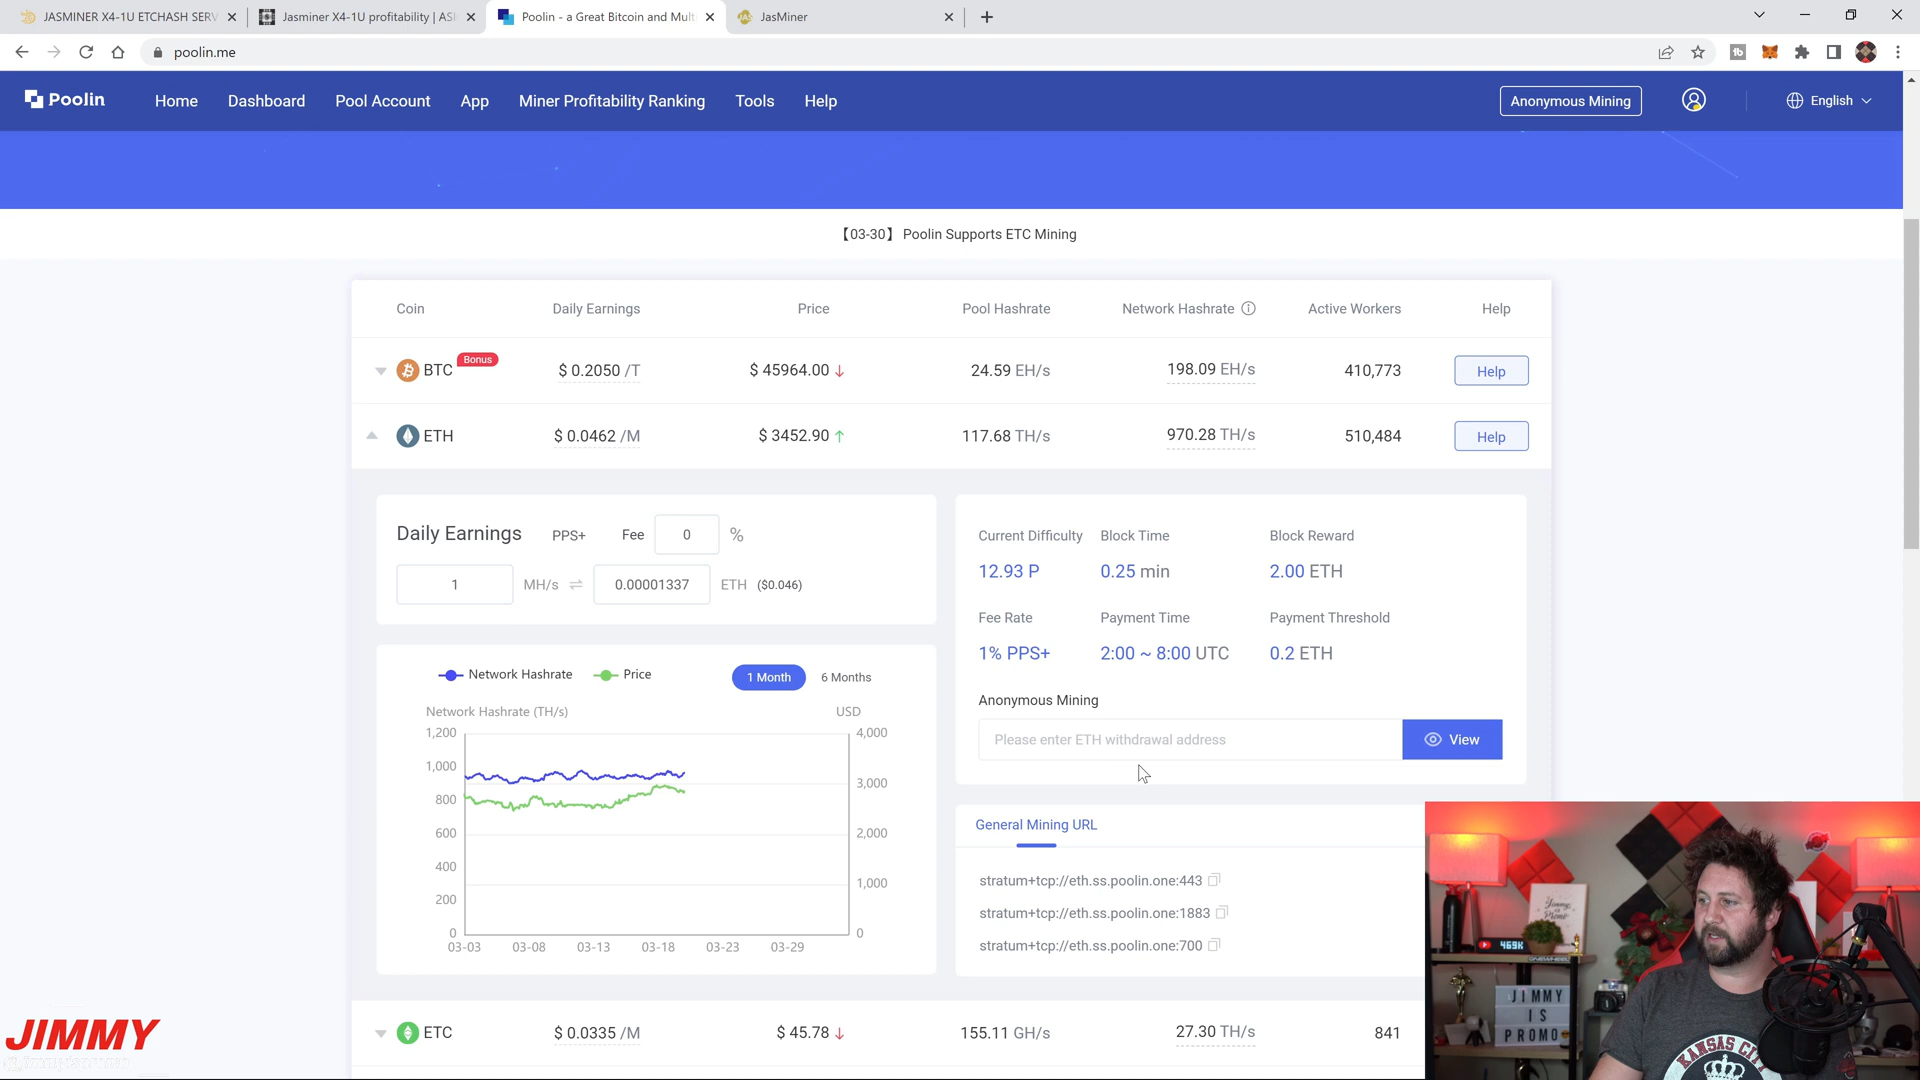 JASMINER X4-1U ETCHASH SERV
Jasminer X4-1U profitability | ASI
Poolin - a Great Bitcoin and Mult
JasMiner
poolin.me
Poolin
Home
Dashboard
Pool Account
App
Miner Profitability Ranking
Tools
Help
Anonymous Mining
English
【03-30】 Poolin Supports ETC Mining
Coin
Daily Earnings
Price
Pool Hashrate
Network Hashrate
Active Workers
Help
BTC
Bonus
$ 0.2050 /T
$ 45964.00 ↓
24.59 EH/s
198.09 EH/s
410,773
Help
ETH
$ 0.0462 /M
$ 3452.90 ↑
117.68 TH/s
970.28 TH/s
510,484
Help
Daily Earnings
PPS+
Fee
0
%
1
MH/s
0.00001337
ETH
($0.046)
Current Difficulty
Block Time
Block Reward
12.93 P
0.25 min
2.00 ETH
Fee Rate
Payment Time
Payment Threshold
1% PPS+
2:00 ~ 8:00 UTC
0.2 ETH
Anonymous Mining
Please enter ETH withdrawal address
View
Network Hashrate
Price
1 Month
6 Months
Network Hashrate (TH/s)
USD
1,200
1,000
800
600
400
200
0
4,000
3,000
2,000
1,000
0
03-03
03-08
03-13
03-18
03-23
03-29
General Mining URL
stratum+tcp://eth.ss.poolin.one:443
stratum+tcp://eth.ss.poolin.one:1883
stratum+tcp://eth.ss.poolin.one:700
ETC
$ 0.0335 /M
$ 45.78 ↓
155.11 GH/s
27.30 TH/s
841
JIMMY
469K
JIMMY
IS
PROMO
KANSAS CITY